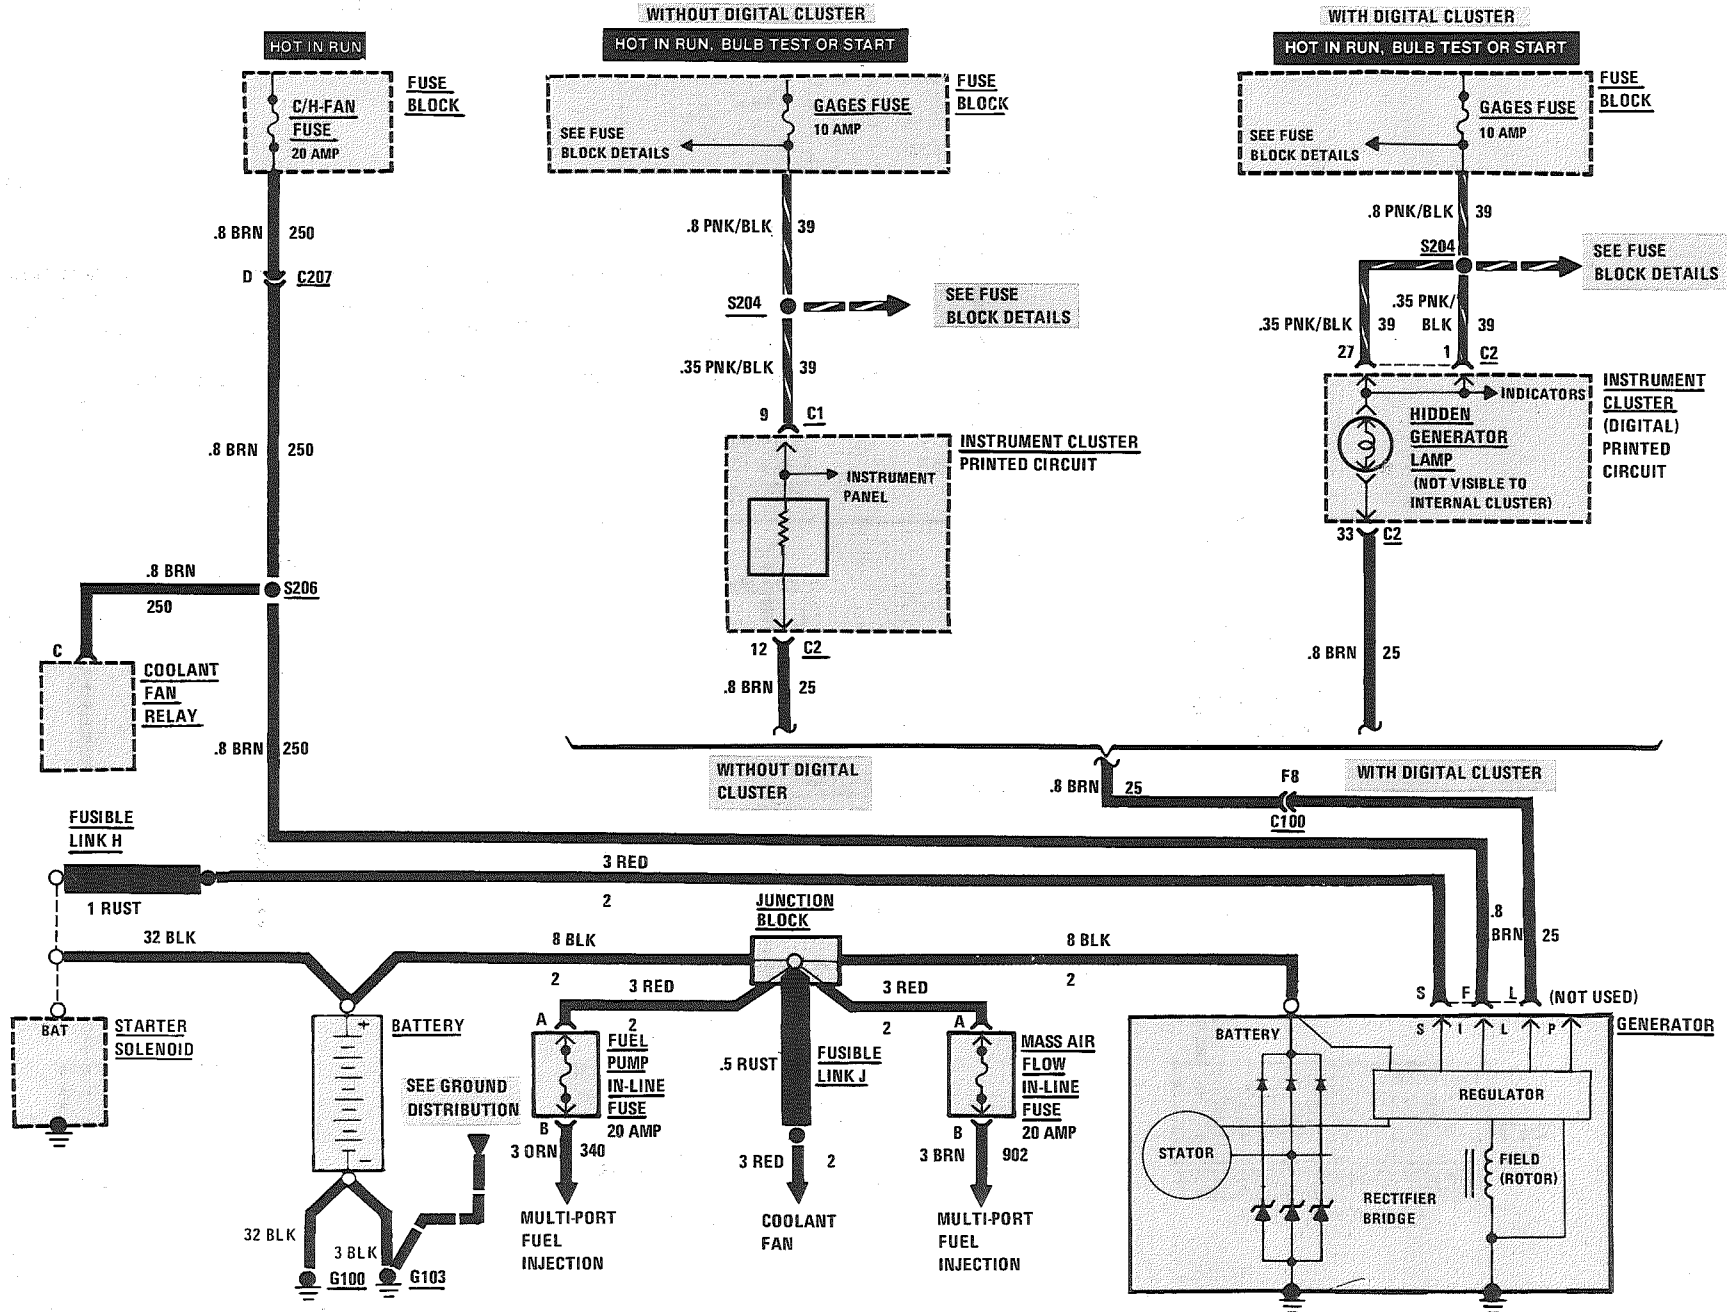 WITHOUT DIGITAL CLUSTER
WITH DIGITAL CLUSTER
HOT IN RUN
HOT IN RUN, BULB TEST OR START
HOT IN RUN, BULB TEST OR START
C/H-FAN
FUSE
20 AMP
FUSE
BLOCK
SEE FUSE
BLOCK DETAILS
GAGES FUSE
10 AMP
FUSE
BLOCK
SEE FUSE
BLOCK DETAILS
GAGES FUSE
10 AMP
FUSE
BLOCK
.8 BRN
250
D
C207
.8 PNK/BLK
39
S204
SEE FUSE
BLOCK DETAILS
.35 PNK/BLK
39
9
C1
.8 PNK/BLK
39
S204
SEE FUSE
BLOCK DETAILS
.35 PNK/BLK
39
.35 PNK/
BLK
39
27
1
C2
INSTRUMENT CLUSTER
PRINTED CIRCUIT
INSTRUMENT
PANEL
12
C2
.8 BRN
25
INDICATORS
HIDDEN
GENERATOR
LAMP
(NOT VISIBLE TO
INTERNAL CLUSTER)
INSTRUMENT
CLUSTER
(DIGITAL)
PRINTED
CIRCUIT
33
C2
.8 BRN
25
.8 BRN
250
.8 BRN
250
S206
C
COOLANT
FAN
RELAY
.8 BRN
250
WITHOUT DIGITAL
CLUSTER
.8 BRN
25
F8
C100
WITH DIGITAL CLUSTER
FUSIBLE
LINK H
1 RUST
3 RED
2
32 BLK
8 BLK
2
JUNCTION
BLOCK
8 BLK
2
.8
BRN
25
3 RED
2
3 RED
2
S
F
L
(NOT USED)
BAT
STARTER
SOLENOID
+
BATTERY
–
A
FUEL
PUMP
IN-LINE
FUSE
20 AMP
B
3 ORN
340
MULTI-PORT
FUEL
INJECTION
.5 RUST
FUSIBLE
LINK J
3 RED
2
COOLANT
FAN
A
MASS AIR
FLOW
IN-LINE
FUSE
20 AMP
B
3 BRN
902
MULTI-PORT
FUEL
INJECTION
SEE GROUND
DISTRIBUTION
32 BLK
G100
3 BLK
G103
BATTERY
S
I
L
P
GENERATOR
REGULATOR
STATOR
RECTIFIER
BRIDGE
FIELD
(ROTOR)